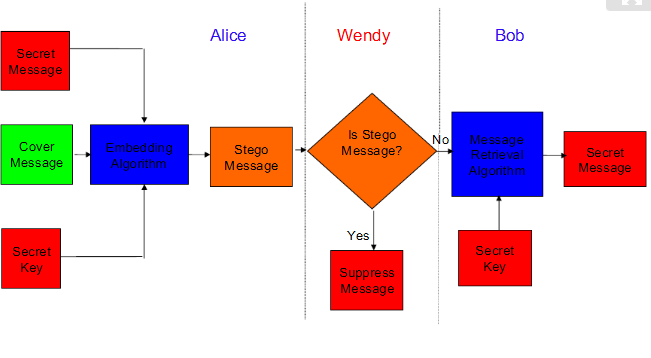 Alice
Wendy
Bob
Secret
Message
Cover
Message
Secret
Key
Embedding
Algorithm
Stego
Message
Is Stego
Message?
No
Yes
Suppress
Message
Message
Retrieval
Algorithm
Secret
Key
Secret
Message